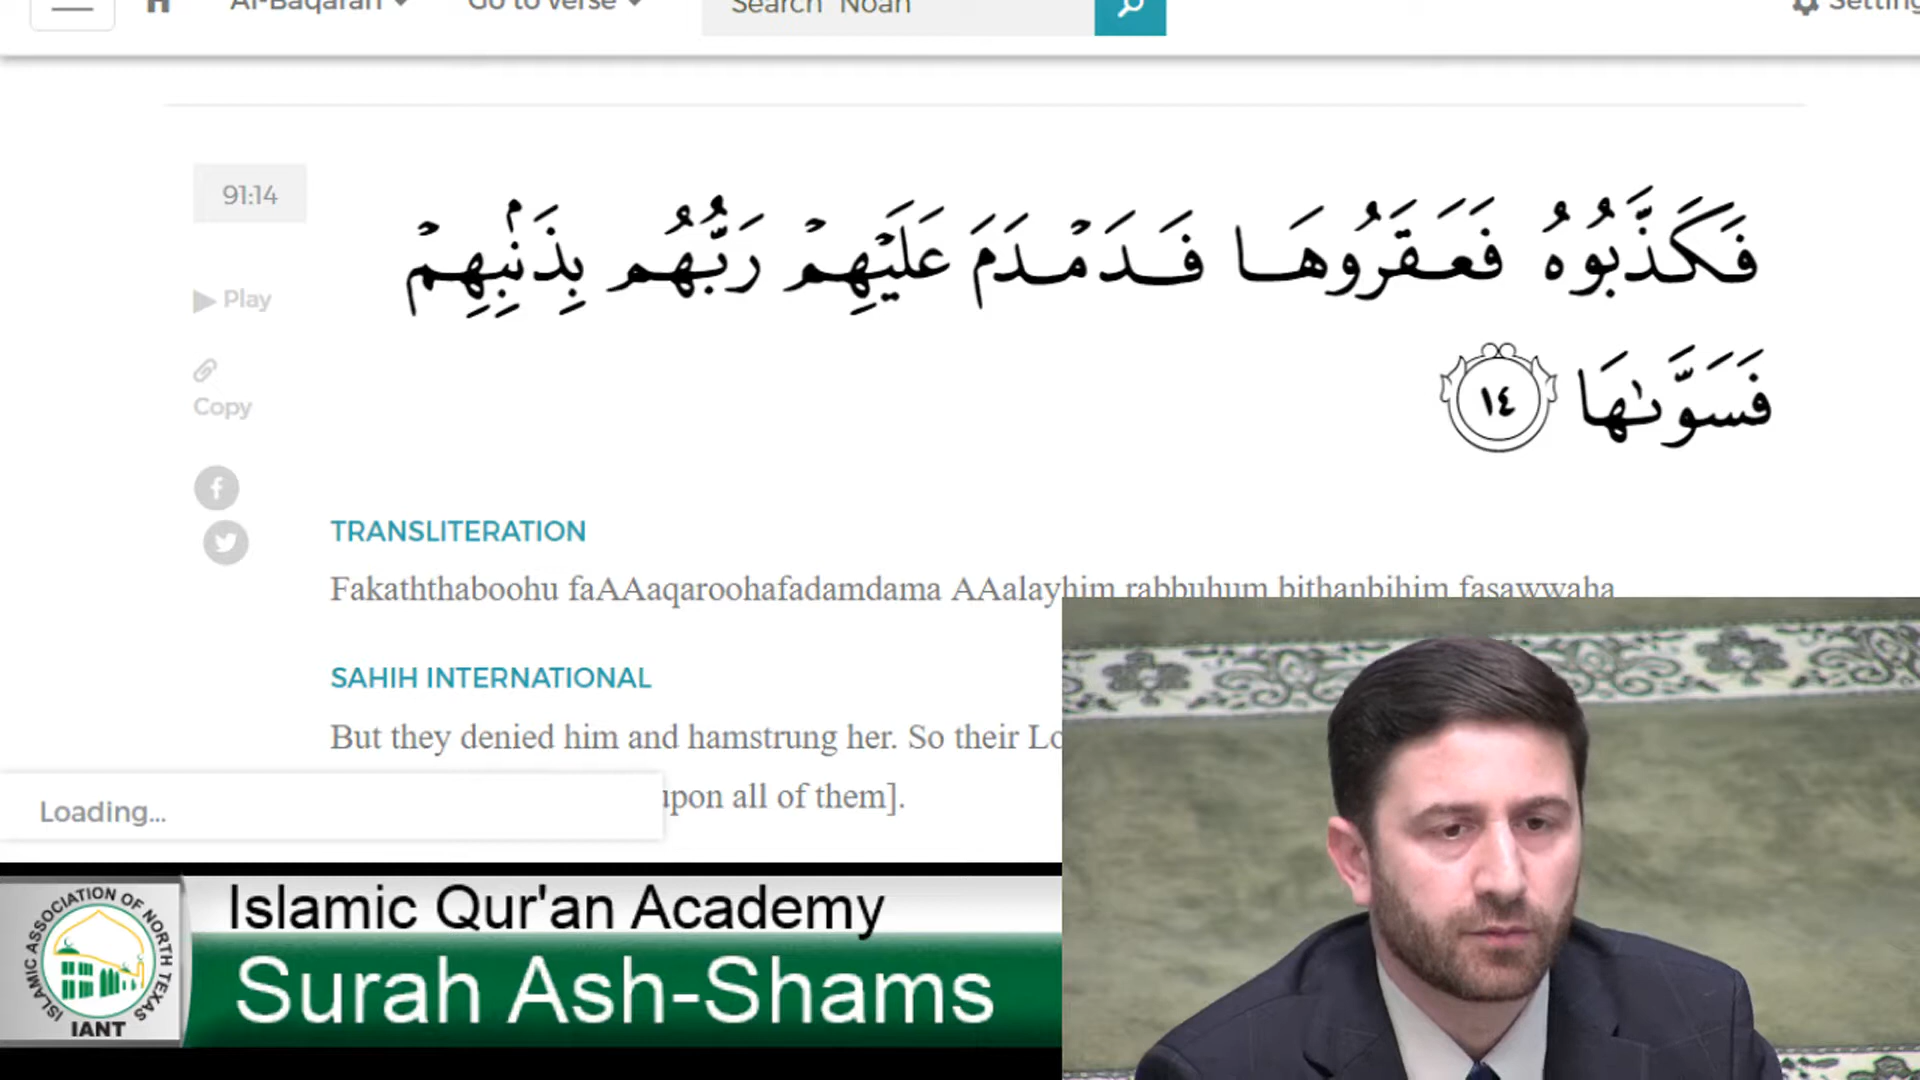 Al-Baqarah
Go to verse
Search "Noah"
Settings
91:14
فَكَذَّبُوهُ فَعَقَرُوهَا فَدَمْدَمَ عَلَيْهِمْ رَبُّهُم بِذَنۢبِهِمْ
فَسَوَّىٰهَا ١٤
Play
Copy
TRANSLITERATION
Fakaththaboohu faAAaqaroohafadamdama AAalayhim rabbuhum bithanbihim fasawwaha
SAHIH INTERNATIONAL
But they denied him and hamstrung her. So their Lo
upon all of them].
Loading...
Islamic Qur'an Academy
Surah Ash-Shams
ISLAMIC ASSOCIATION OF NORTH TEXAS
IANT